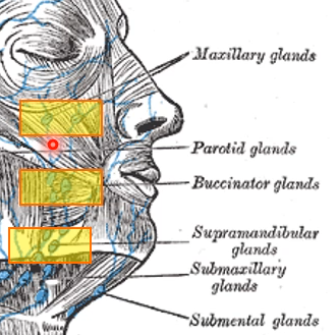 Maxillary glands
Parotid glands
Buccinator glands
Supramandibular
glands
Submaxillary
glands
Submental glands